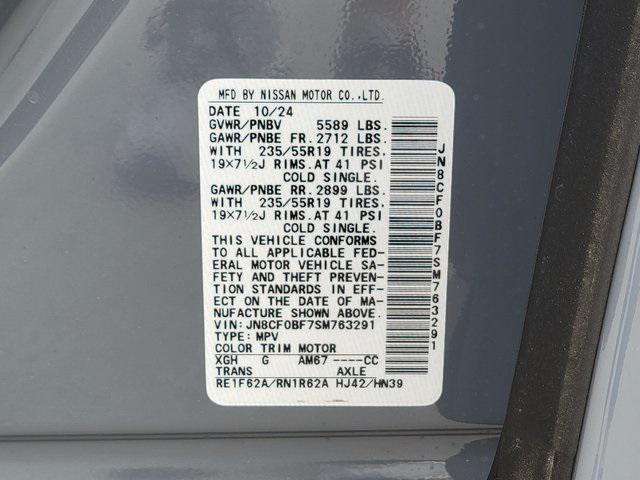 MFD BY NISSAN MOTOR CO.,LTD.
DATE 10/24
GVWR/PNBV 5589 LBS.
GAWR/PNBE FR. 2712 LBS.
WITH 235/55R19 TIRES.
19×7½J RIMS. AT 41 PSI
COLD SINGLE.
GAWR/PNBE RR. 2899 LBS.
WITH 235/55R19 TIRES.
19×7½J RIMS. AT 41 PSI
COLD SINGLE.
THIS VEHICLE CONFORMS
TO ALL APPLICABLE FED-
ERAL MOTOR VEHICLE SA-
FETY AND THEFT PREVEN-
TION STANDARDS IN EFF-
ECT ON THE DATE OF MA-
NUFACTURE SHOWN ABOVE.
VIN: JN8CF0BF7SM763291
TYPE: MPV
COLOR TRIM MOTOR
XGH G AM67 ----CC
TRANS AXLE
RE1F62A/RN1R62A HJ42/HN39
JN8CF0BF7SM763291